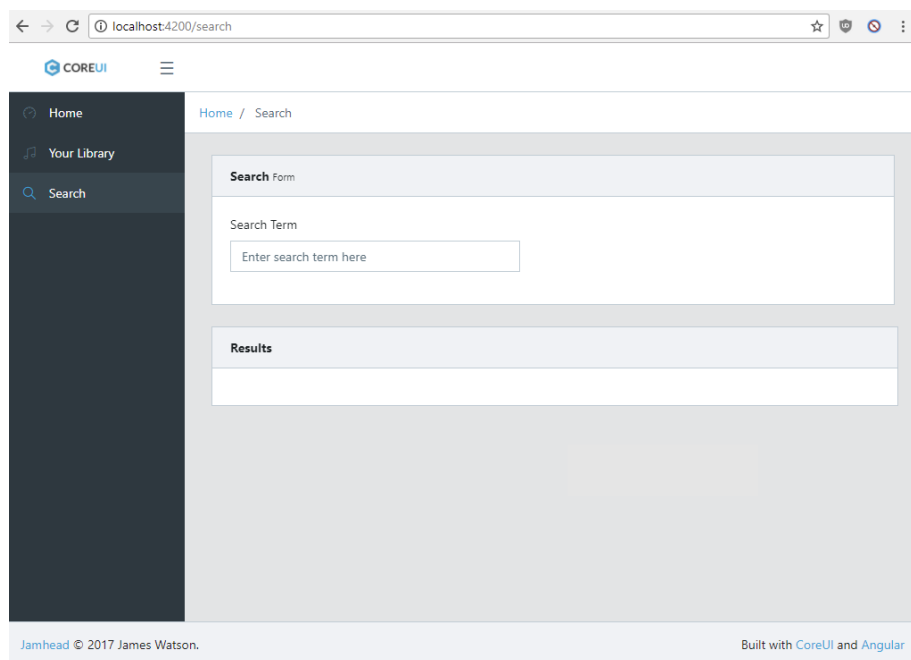 localhost:4200/search
COREUI
Home
Your Library
Search
Home / Search
Search Form
Search Term
Enter search term here
Results
Jamhead © 2017 James Watson.
Built with CoreUI and Angular